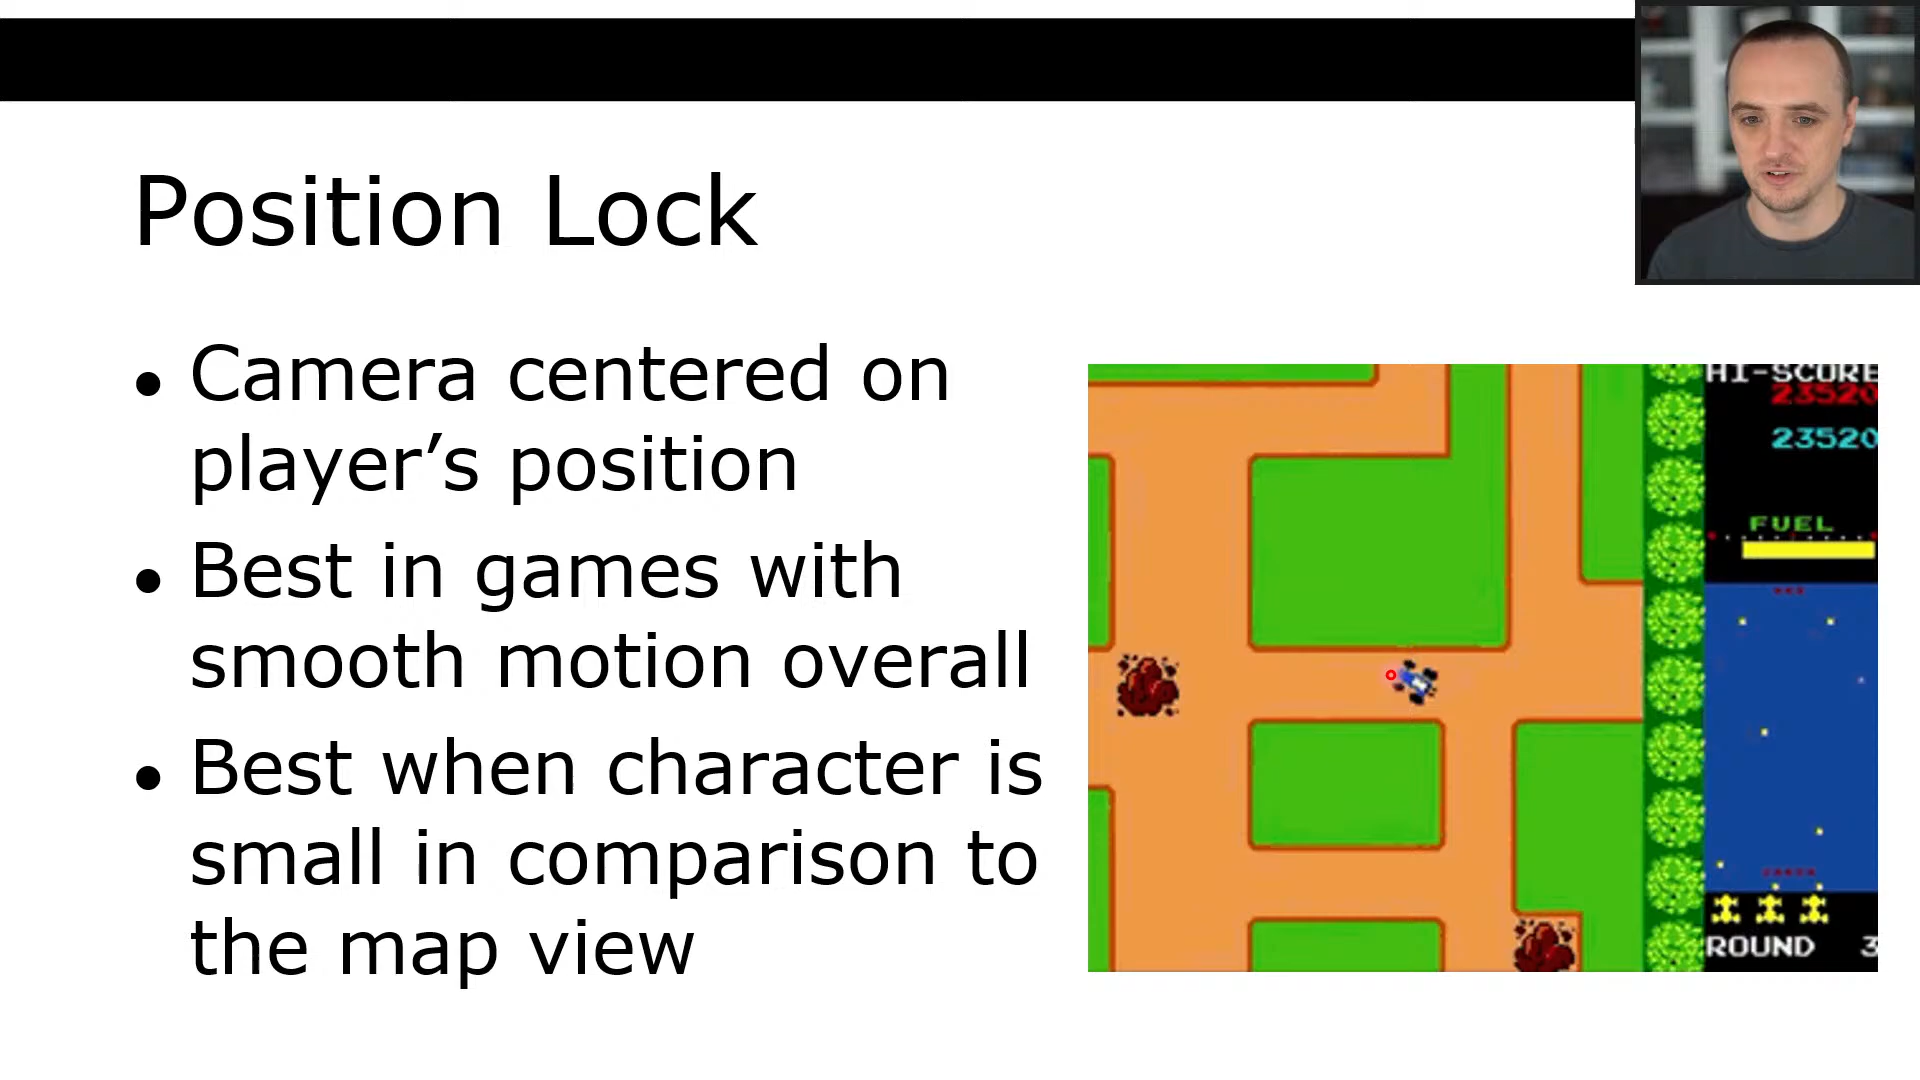 Position Lock
• Camera centered on
player’s position
• Best in games with
smooth motion overall
• Best when character is
small in comparison to
the map view
HI-SCORE
23520
23520
FUEL
ROUND 3